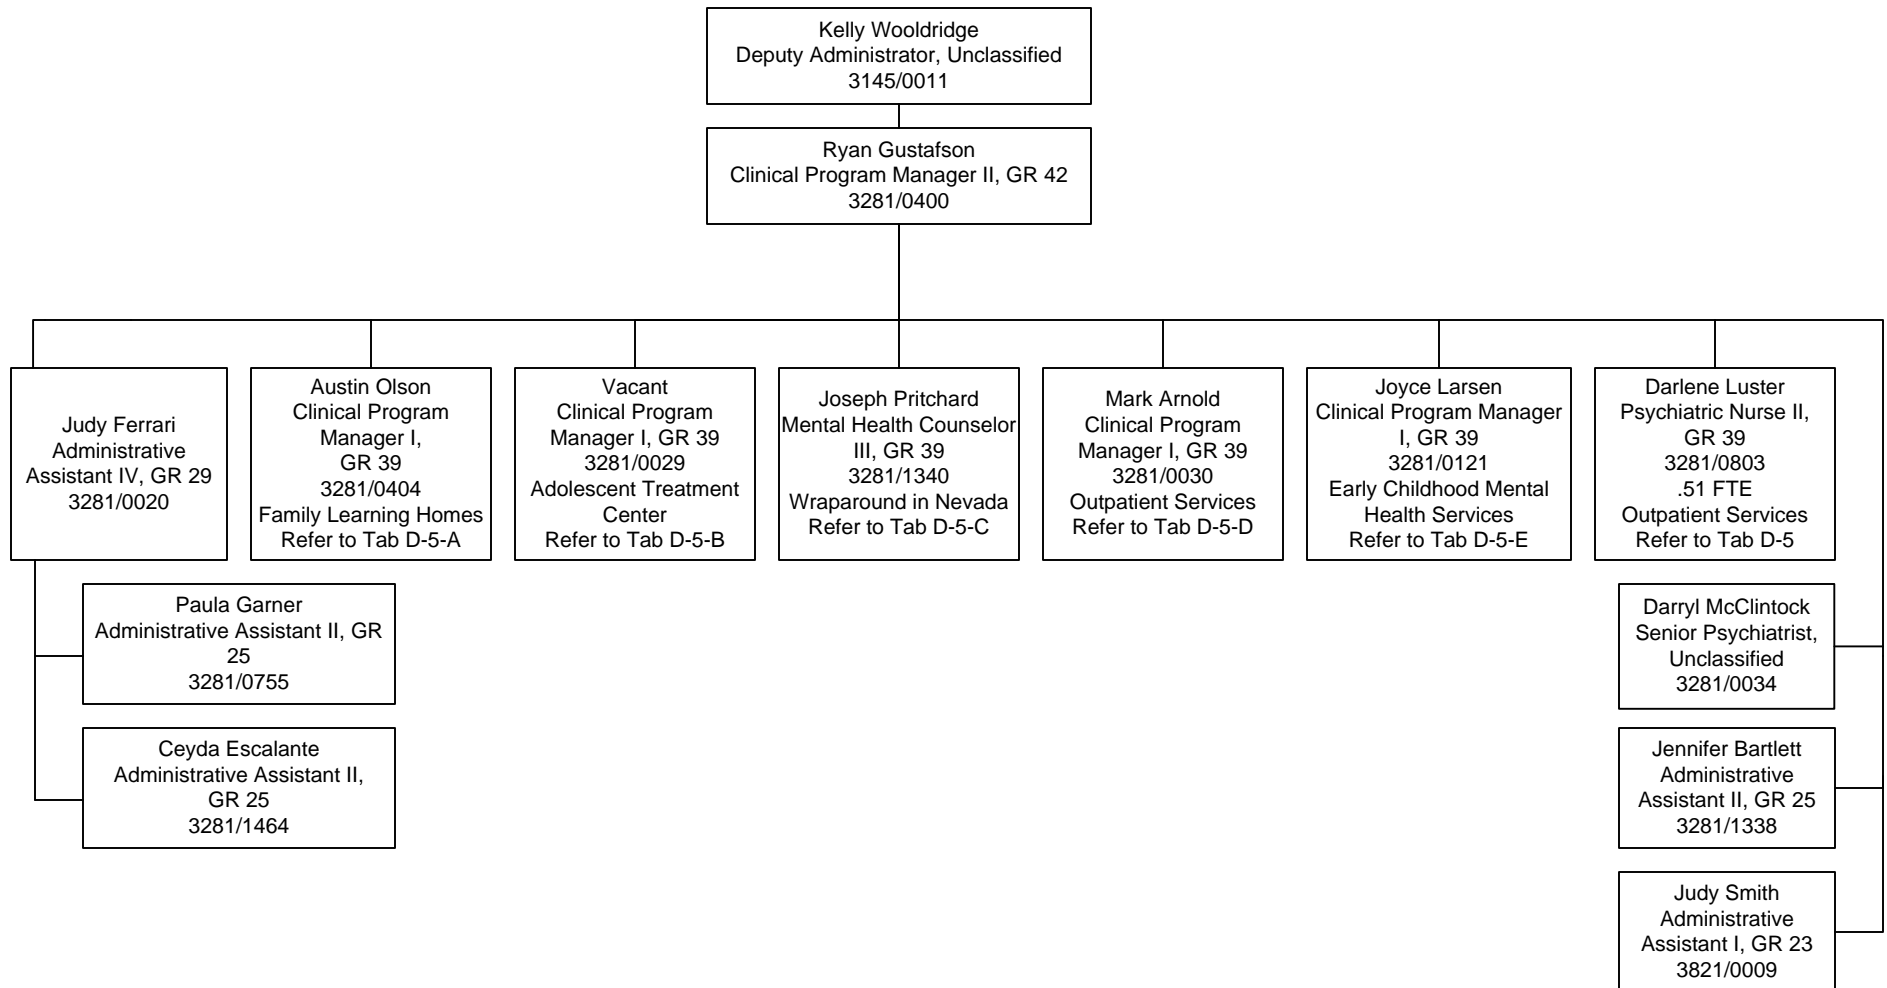 Kelly Wooldridge
Deputy Administrator, Unclassified
3145/0011
Ryan Gustafson
Clinical Program Manager II, GR 42
3281/0400
Judy Ferrari
Administrative
Assistant IV, GR 29
3281/0020
Austin Olson
Clinical Program
Manager I,
GR 39
3281/0404
Family Learning Homes
Refer to Tab D-5-A
Vacant
Clinical Program
Manager I, GR 39
3281/0029
Adolescent Treatment
Center
Refer to Tab D-5-B
Joseph Pritchard
Mental Health Counselor
III, GR 39
3281/1340
Wraparound in Nevada
Refer to Tab D-5-C
Mark Arnold
Clinical Program
Manager I, GR 39
3281/0030
Outpatient Services
Refer to Tab D-5-D
Joyce Larsen
Clinical Program Manager
I, GR 39
3281/0121
Early Childhood Mental
Health Services
Refer to Tab D-5-E
Darlene Luster
Psychiatric Nurse II,
GR 39
3281/0803
.51 FTE
Outpatient Services
Refer to Tab D-5
Paula Garner
Administrative Assistant II, GR
25
3281/0755
Ceyda Escalante
Administrative Assistant II,
GR 25
3281/1464
Darryl McClintock
Senior Psychiatrist,
Unclassified
3281/0034
Jennifer Bartlett
Administrative
Assistant II, GR 25
3281/1338
Judy Smith
Administrative
Assistant I, GR 23
3821/0009